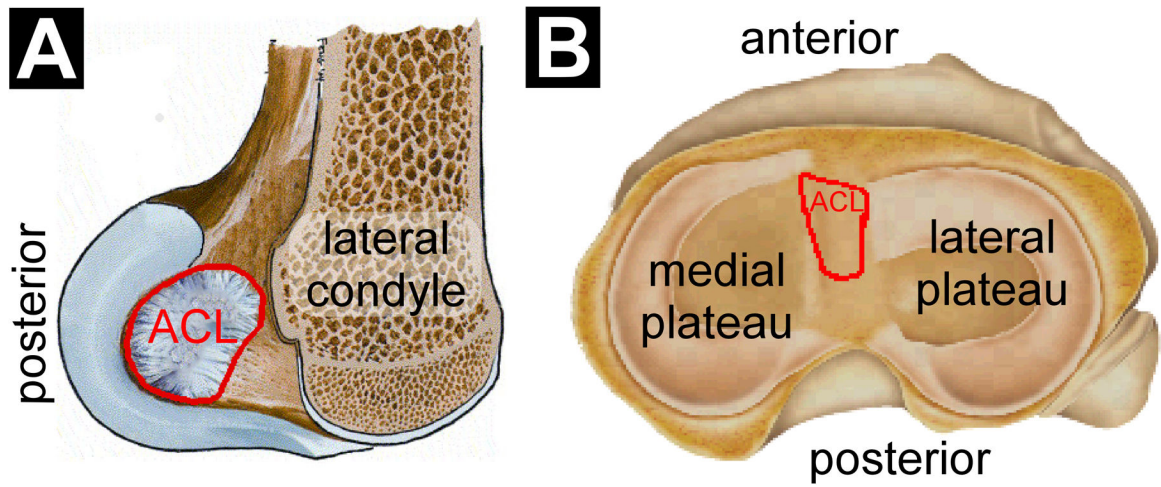 A
posterior
ACL
lateral
condyle
B
anterior
ACL
medial
plateau
lateral
plateau
posterior